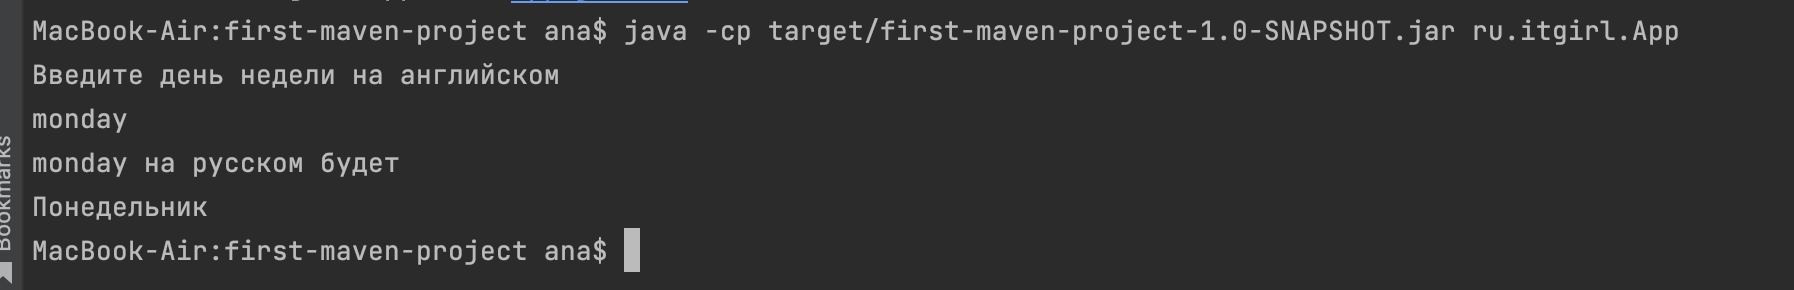 MacBook-Air:first-maven-project ana$ java -cp target/first-maven-project-1.0-SNAPSHOT.jar ru.itgirl.App
Введите день недели на английском
monday
monday на русском будет
Понедельник
MacBook-Air:first-maven-project ana$
Bookmarks